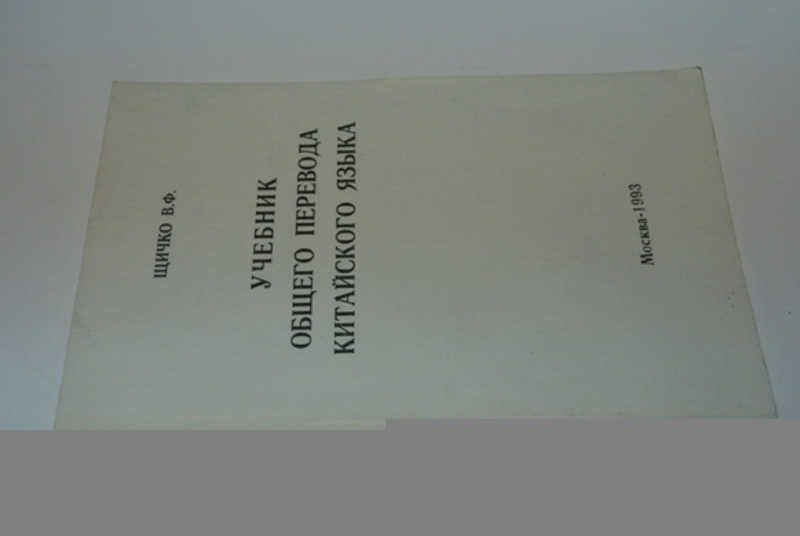 ЩИЧКО В.Ф.
УЧЕБНИК
ОБЩЕГО ПЕРЕВОДА
КИТАЙСКОГО ЯЗЫКА
Москва-1993